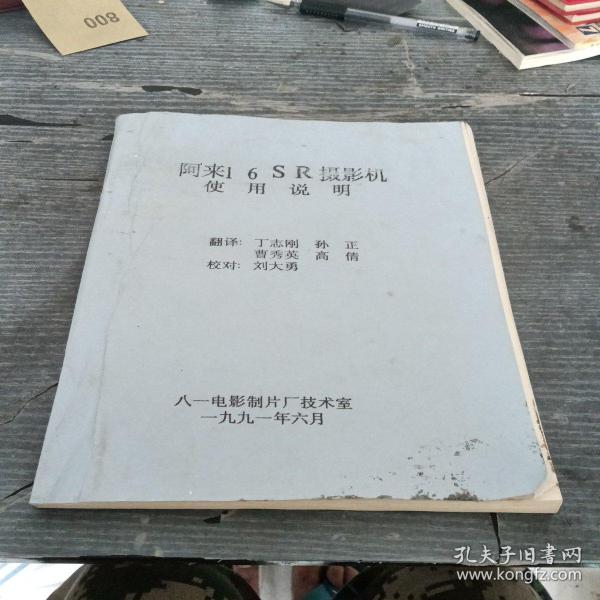 008
阿来16SR摄影机
使用说明
翻译：丁志刚 孙正
曹秀英 高倩
校对：刘大勇
八一电影制片厂技术室
一九九一年六月
孔夫子旧书网
www.kongfz.com